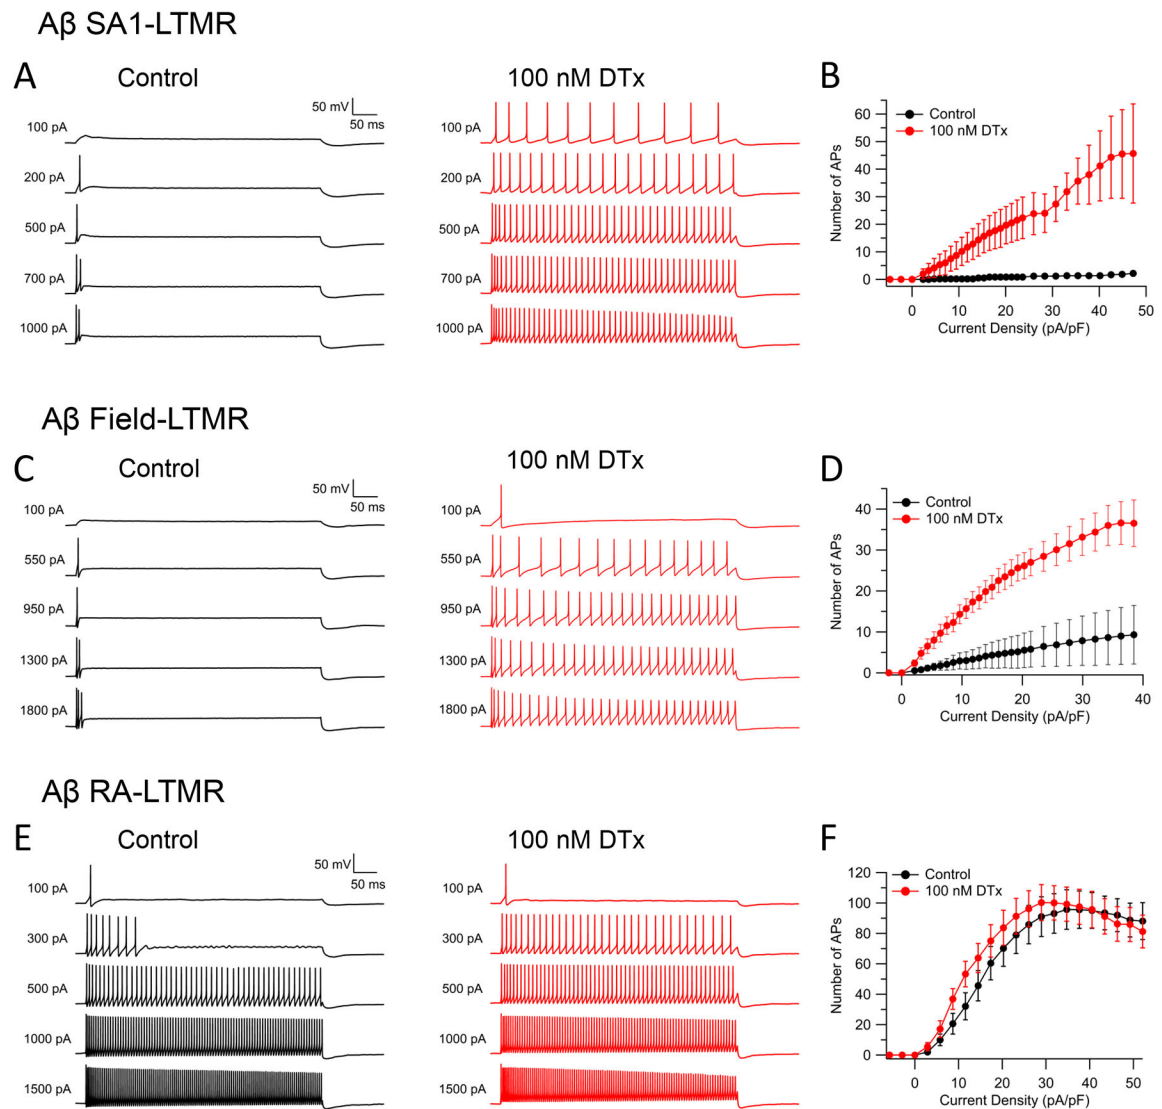 Aβ SA1-LTMR
A
Control
100 nM DTx
B
50 mV
50 ms
100 pA
200 pA
500 pA
700 pA
1000 pA
100 pA
200 pA
500 pA
700 pA
1000 pA
Control
100 nM DTx
Number of APs
60
50
40
30
20
10
0
0 10 20 30 40 50
Current Density (pA/pF)
Aβ Field-LTMR
C
Control
100 nM DTx
D
50 mV
50 ms
100 pA
550 pA
950 pA
1300 pA
1800 pA
100 pA
550 pA
950 pA
1300 pA
1800 pA
Control
100 nM DTx
Number of APs
40
30
20
10
0
0 10 20 30 40
Current Density (pA/pF)
Aβ RA-LTMR
E
Control
100 nM DTx
F
50 mV
50 ms
100 pA
300 pA
500 pA
1000 pA
1500 pA
100 pA
300 pA
500 pA
1000 pA
1500 pA
Control
100 nM DTx
Number of APs
120
100
80
60
40
20
0
0 10 20 30 40 50
Current Density (pA/pF)